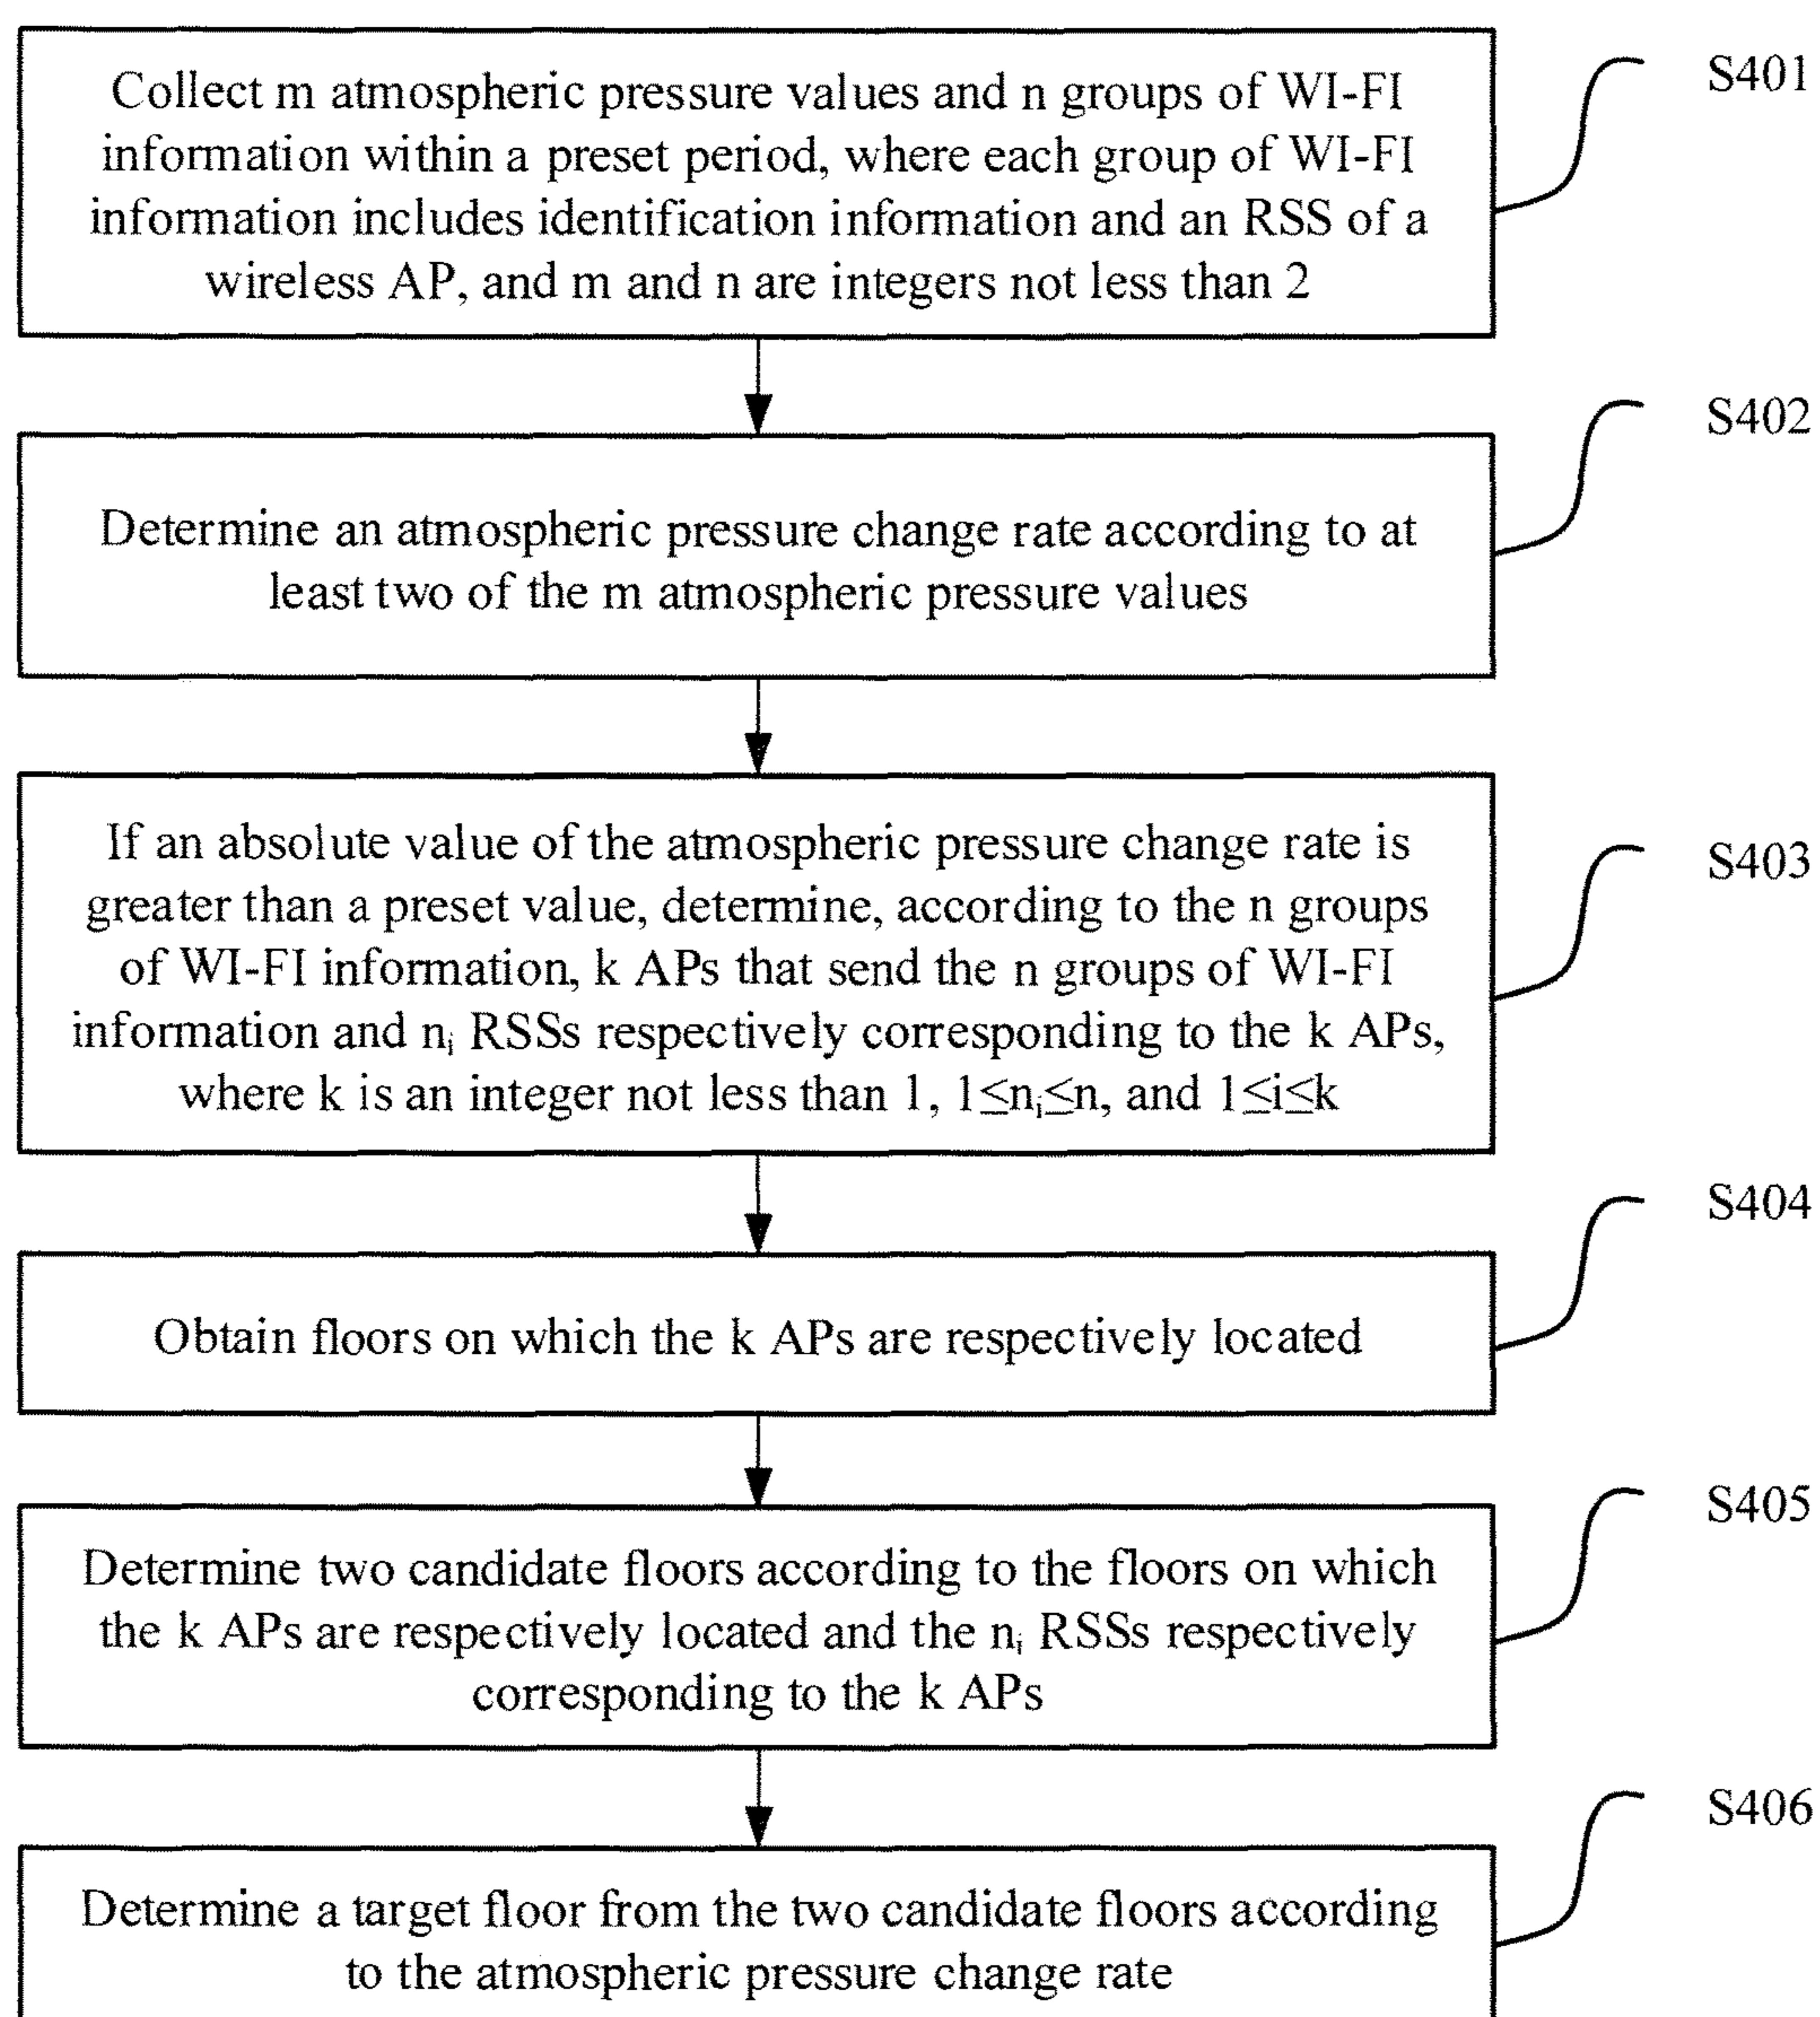 Collect m atmospheric pressure values and n groups of WI-FI
information within a preset period, where each group of WI-FI
information includes identification information and an RSS of a
wireless AP, and m and n are integers not less than 2
S401
Determine an atmospheric pressure change rate according to at
least two of the m atmospheric pressure values
S402
If an absolute value of the atmospheric pressure change rate is
greater than a preset value, determine, according to the n groups
of WI-FI information, k APs that send the n groups of WI-FI
information and nᵢ RSSs respectively corresponding to the k APs,
where k is an integer not less than 1, 1≤nᵢ≤n, and 1≤i≤k
S403
Obtain floors on which the k APs are respectively located
S404
Determine two candidate floors according to the floors on which
the k APs are respectively located and the nᵢ RSSs respectively
corresponding to the k APs
S405
Determine a target floor from the two candidate floors according
to the atmospheric pressure change rate
S406